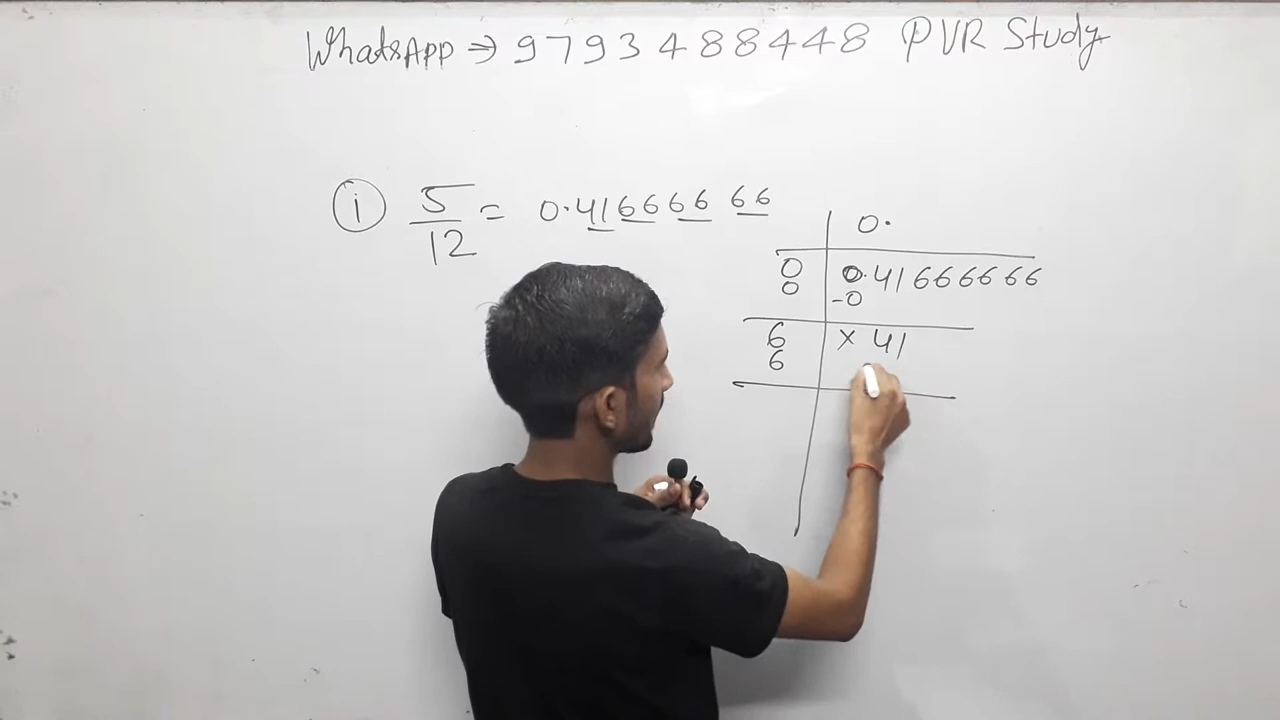 WhatsApp ⇒ 9793488448 PVR Study
i 5/12 = 0.41666666
0.
0 0.41666666
0 -0
6 × 41
6